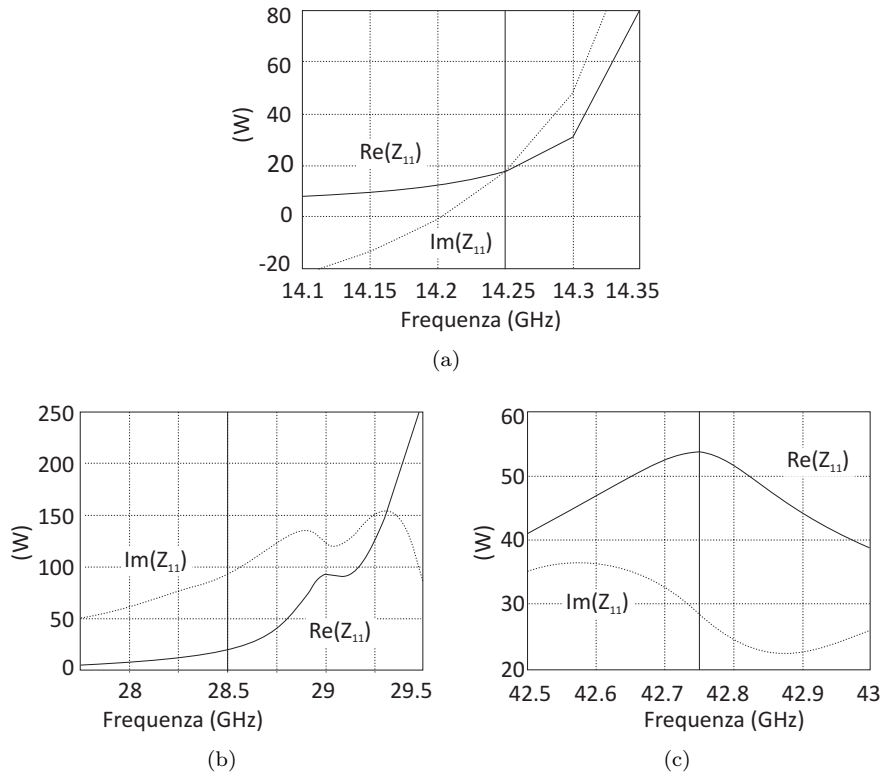 80
60
40
20
0
-20
(W)
Re(Z₁₁)
Im(Z₁₁)
14.1 14.15 14.2 14.25 14.3 14.35
Frequenza (GHz)
(a)
250
200
150
100
50
0
(W)
Im(Z₁₁)
Re(Z₁₁)
28 28.5 29 29.5
Frequenza (GHz)
(b)
60
50
40
30
20
(W)
Re(Z₁₁)
Im(Z₁₁)
42.5 42.6 42.7 42.8 42.9 43
Frequenza (GHz)
(c)